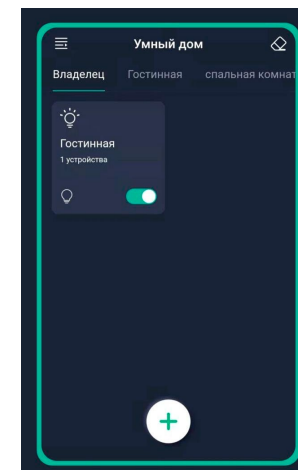 Умный дом
Владелец Гостинная спальная комнат
Гостинная
1 устройства